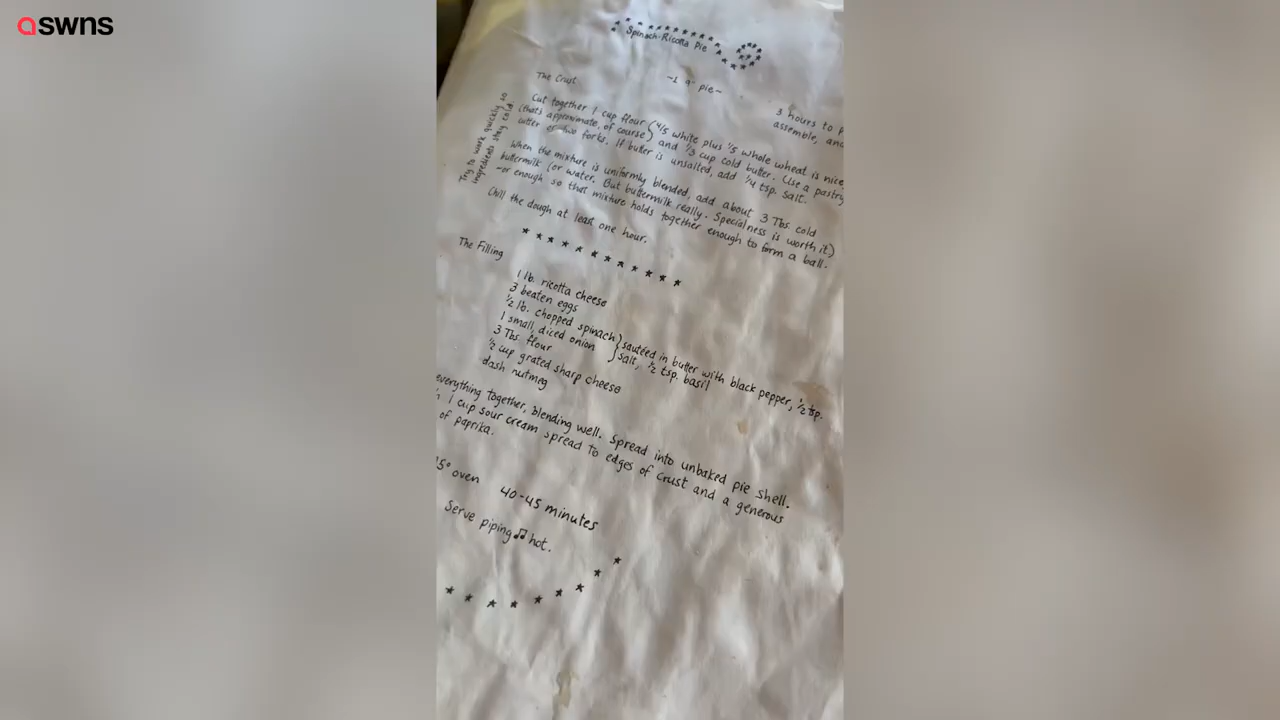 aswns
Spinach-Ricotta Pie
~1 9" pie~
3 hours to
assemble, and
The Crust
Try to work quickly so
ingredients stay cold.
Cut together 1 cup flour {4/5 white plus 1/5 whole wheat is nice,
(that's approximate, of course} and 1/3 cup cold butter. Use a pastry
cutter or two forks. If butter is unsalted, add 1/4 tsp. salt.
When the mixture is uniformly blended, add about 3 Tbs. cold
buttermilk (or water. But buttermilk really. Specialness is worth it)
-or enough so that mixture holds together enough to form a ball.
Chill the dough at least one hour.
The Filling
1 lb. ricotta cheese
3 beaten eggs
1/2 lb. chopped spinach } sautéed in butter with black pepper, 1/2 tsp.
1 small, diced onion } salt, 1/2 tsp. basil
3 Tbs. flour
1/2 cup grated sharp cheese
dash nutmeg
everything together, blending well. Spread into unbaked pie shell.
1 cup sour cream spread to edges of crust and a generous
of paprika.
5° oven 40-45 minutes
Serve piping ♫ hot.